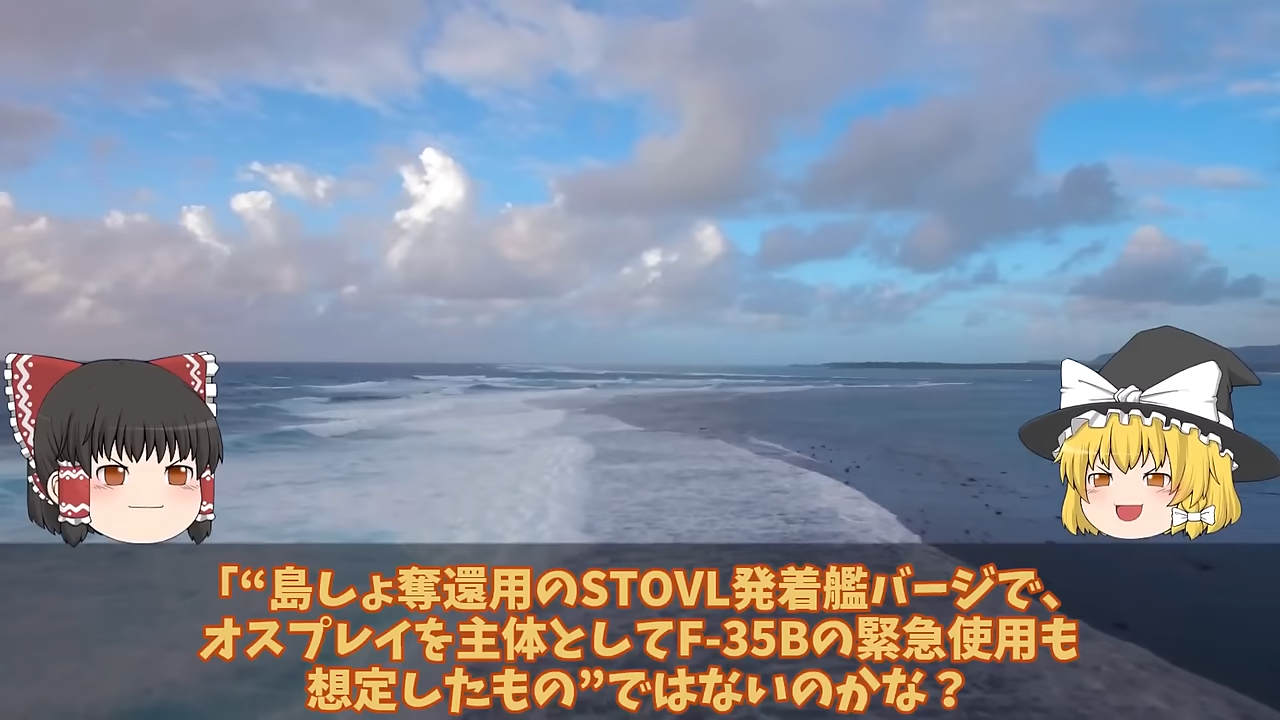 「“島しょ奪還用のSTOVL発着艦バージで、
オスプレイを主体としてF-35Bの緊急使用も
想定したもの”ではないのかな？